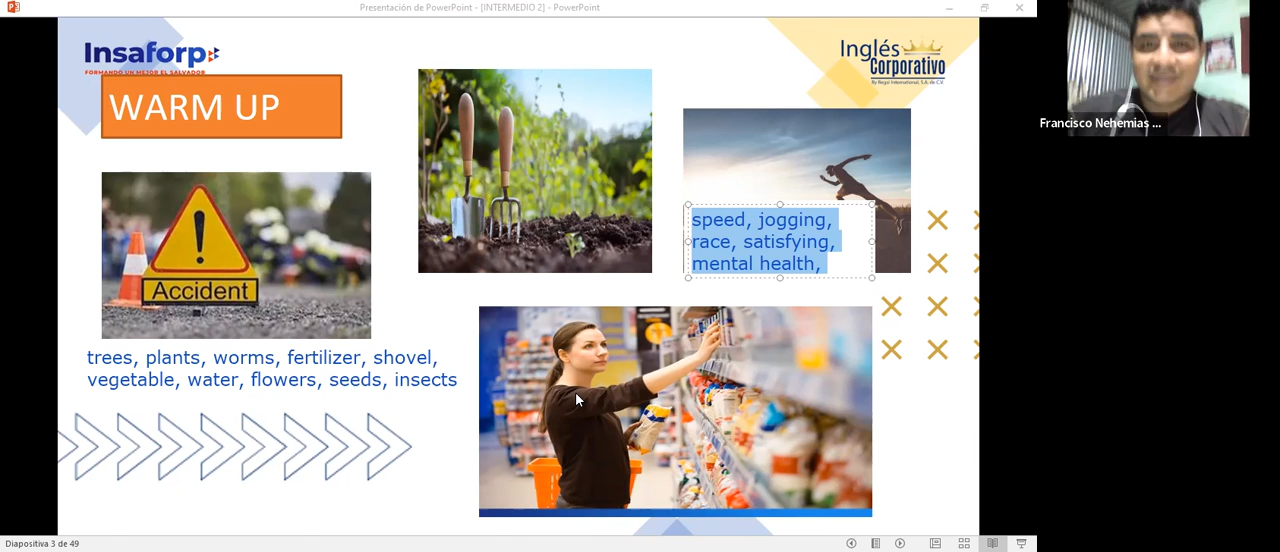 Presentación de PowerPoint - [INTERMEDIO 2] - PowerPoint
Insaforp
FORMANDO UN MEJOR EL SALVADOR
Inglés
Corporativo
By Regal International, S.A. de C.V.
WARM UP
Francisco Nehemias ...
Accident
speed, jogging,
race, satisfying,
mental health,
trees, plants, worms, fertilizer, shovel,
vegetable, water, flowers, seeds, insects
Diapositiva 3 de 49